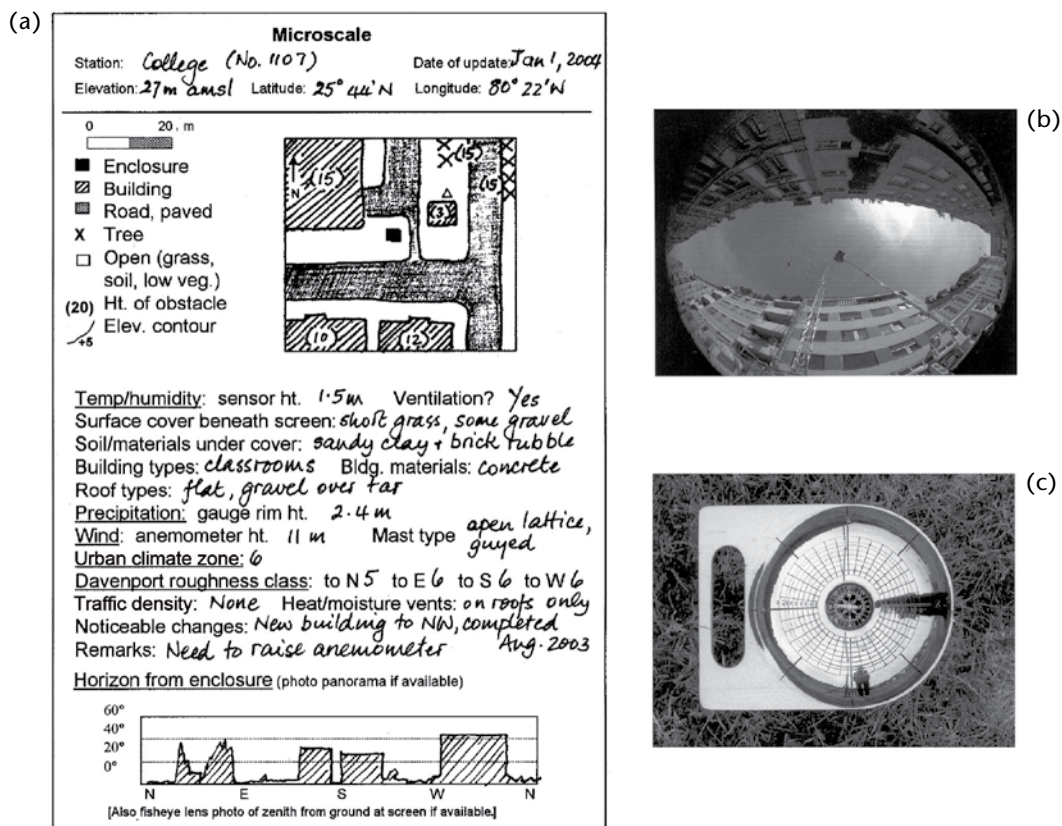 (a)
Microscale
Station: College (No. 1107) Date of update: Jan 1, 2004
Elevation: 27m amsl Latitude: 25° 44'N Longitude: 80° 22'W
0 20 m
Enclosure
Building
Road, paved
X Tree
Open (grass,
soil, low veg.)
(20) Ht. of obstacle
Elev. contour
+5
(15)
N
(15)
(15)
(3)
(10)
(12)
Temp/humidity: sensor ht. 1.5m Ventilation? Yes
Surface cover beneath screen: short grass, some gravel
Soil/materials under cover: sandy clay + brick rubble
Building types: classrooms Bldg. materials: concrete
Roof types: flat, gravel over tar
Precipitation: gauge rim ht. 2.4 m
Wind: anemometer ht. 11 m Mast type open lattice,
guyed
Urban climate zone: 6
Davenport roughness class: to N 5 to E 6 to S 6 to W 6
Traffic density: None Heat/moisture vents: on roofs only
Noticeable changes: New building to NW, completed
Remarks: Need to raise anemometer Aug. 2003
Horizon from enclosure (photo panorama if available)
60°
40°
20°
0°
N E S W N
[Also fisheye lens photo of zenith from ground at screen if available.]
(b)
(c)